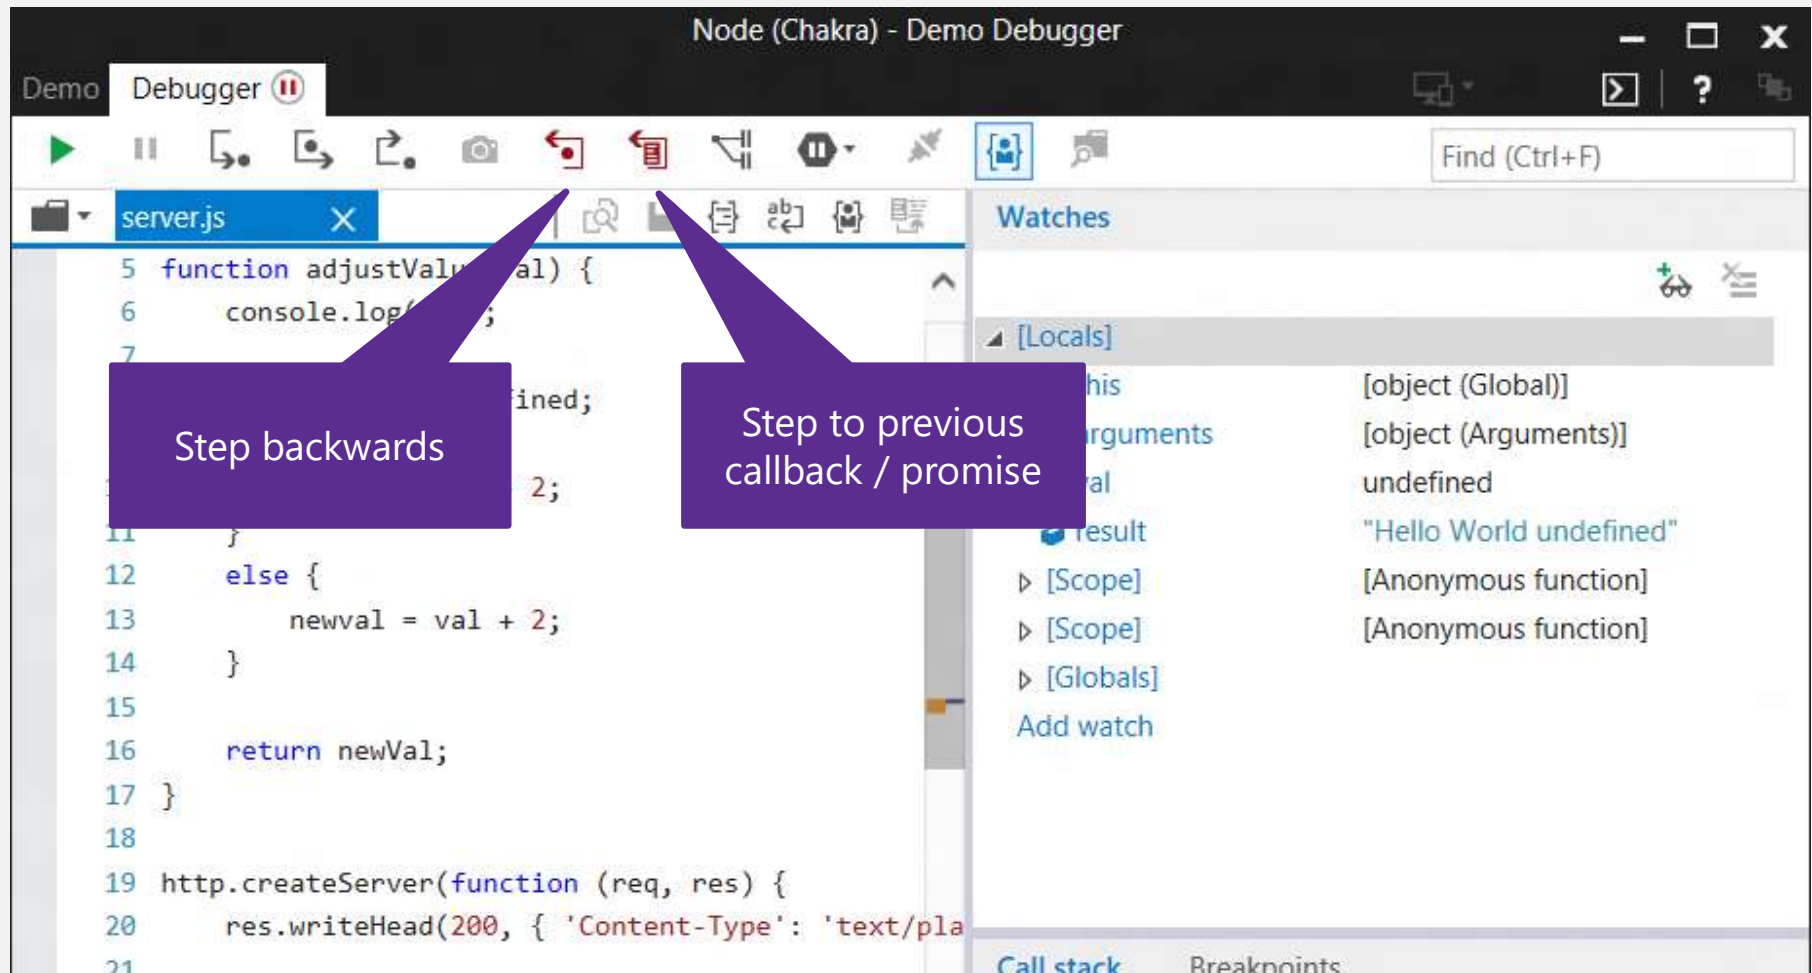 Node (Chakra) - Demo Debugger
Demo Debugger
?
Find (Ctrl+F)
server.js
Watches
5 function adjustValu al) {
6 console.log( ;
7
ined;
2;
11 }
12 else {
13 newval = val + 2;
14 }
15
16 return newVal;
17 }
18
19 http.createServer(function (req, res) {
20 res.writeHead(200, { 'Content-Type': 'text/pla
21
Step backwards
Step to previous
callback / promise
[Locals]
his [object (Global)]
rguments [object (Arguments)]
al undefined
result "Hello World undefined"
[Scope] [Anonymous function]
[Scope] [Anonymous function]
[Globals]
Add watch
Call stack Breakpoints